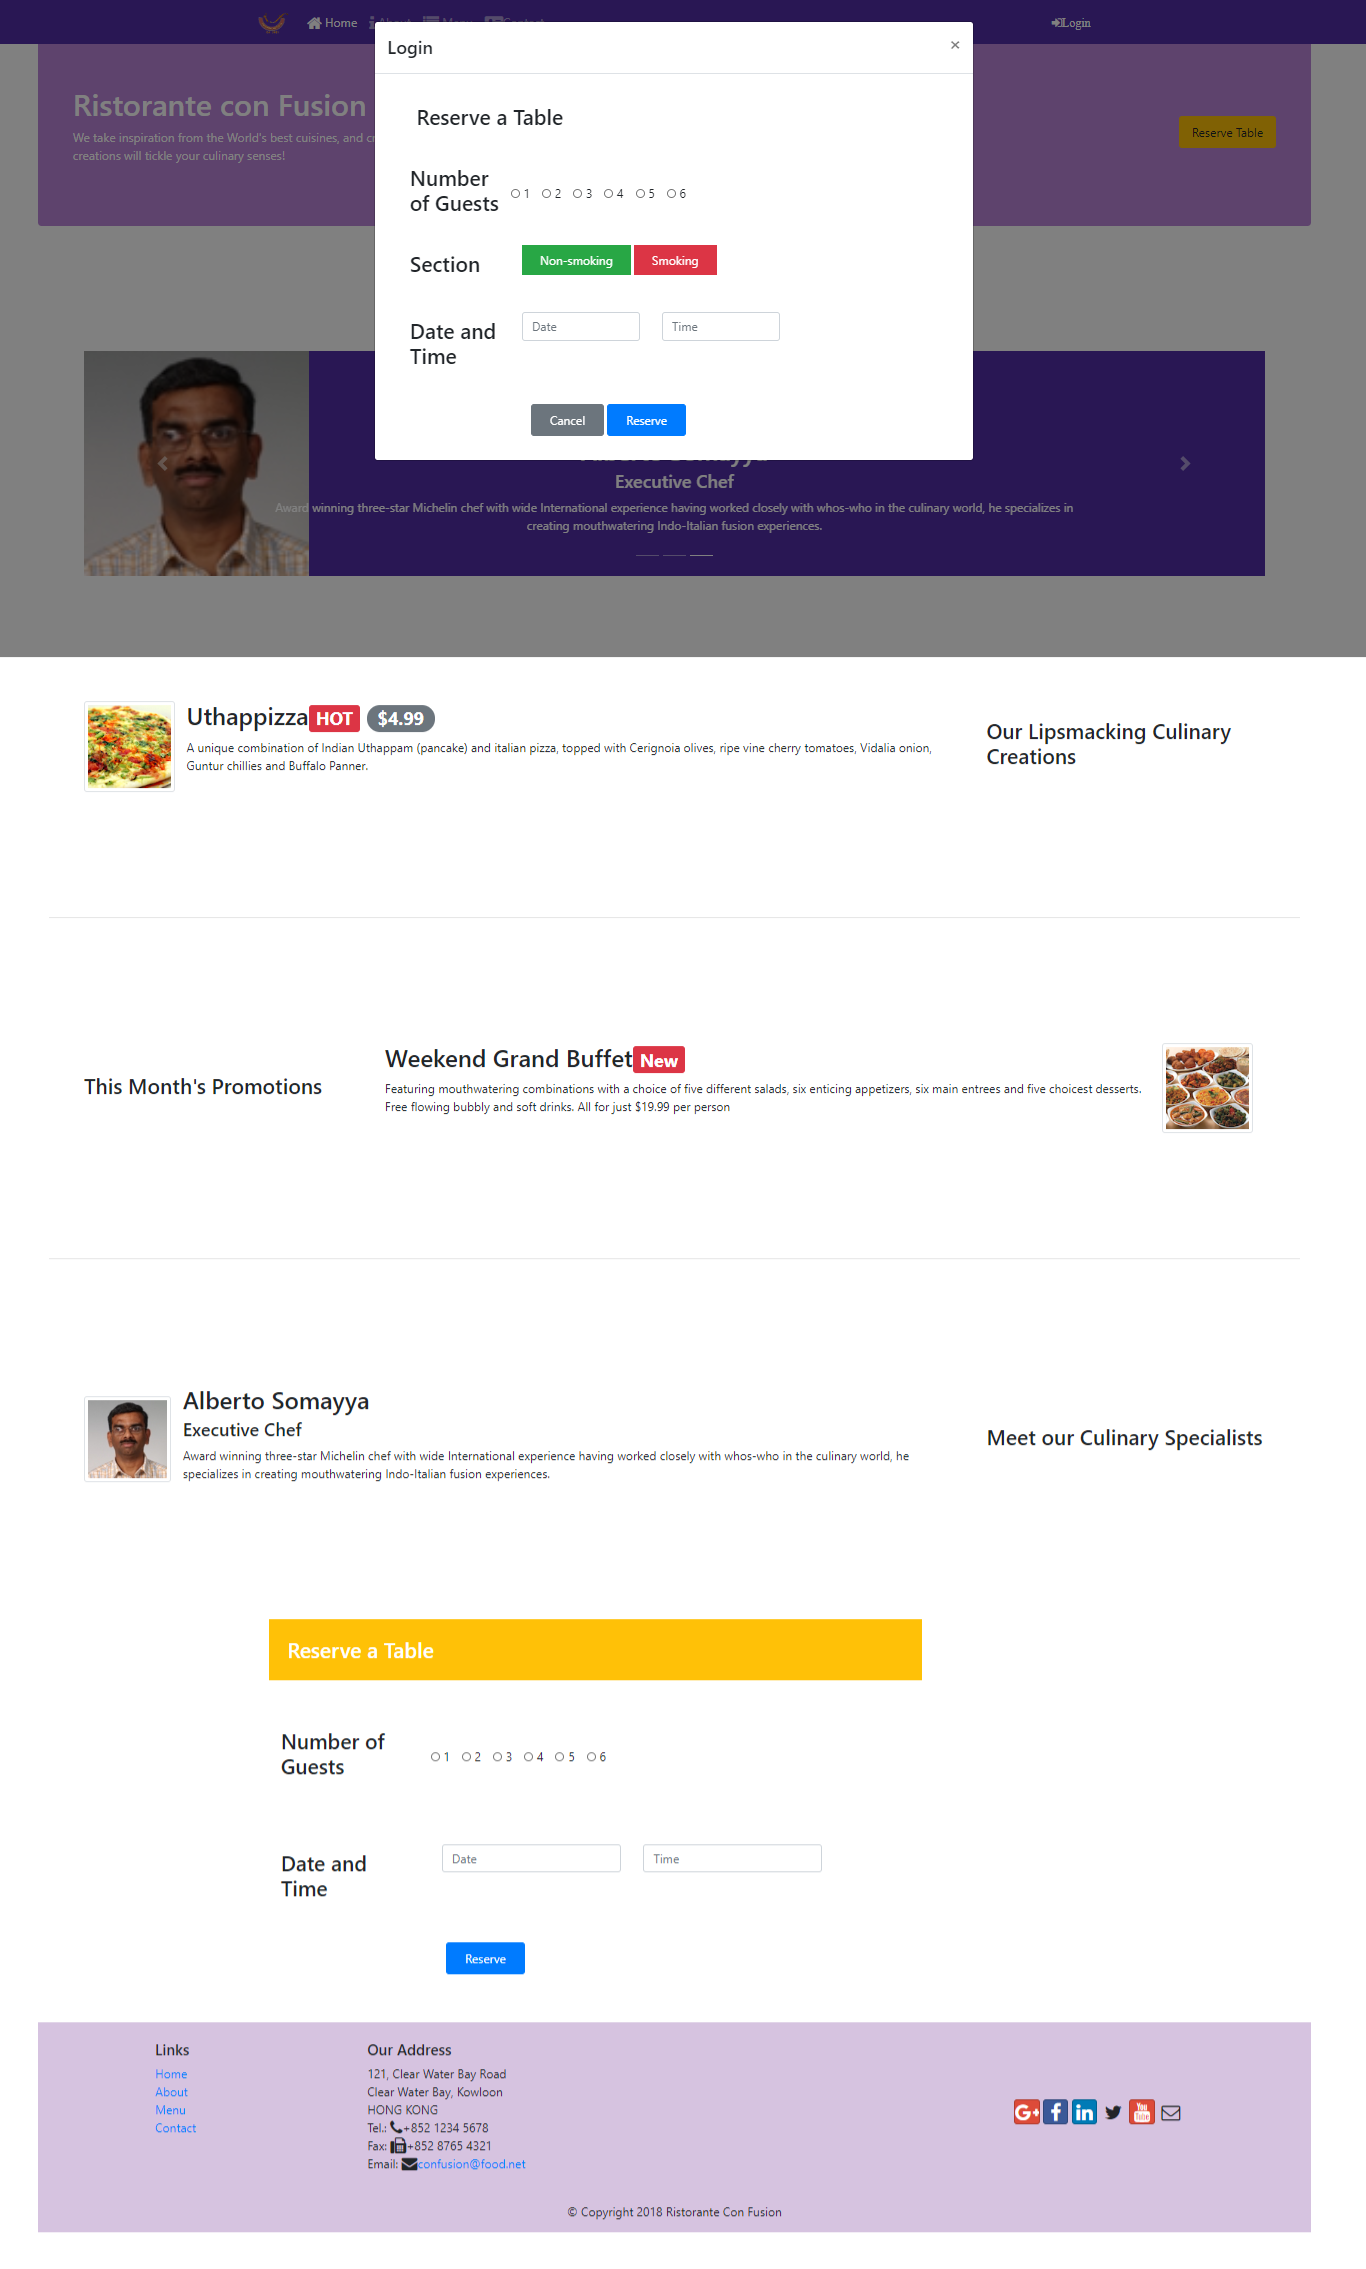 Home
About
Menu
Contact
Login
Login
×
Ristorante con Fusion
We take inspiration from the World's best cuisines, and
creations will tickle your culinary senses!
Reserve Table
Reserve a Table
Number
of Guests
1 2 3 4 5 6
Section
Non-smoking
Smoking
Date and
Time
Date
Time
Cancel
Reserve
Alberto Somayya
Executive Chef
Award winning three-star Michelin chef with wide International experience having worked closely with whos-who in the culinary world, he specializes in
creating mouthwatering Indo-Italian fusion experiences.
Uthappizza HOT $4.99
A unique combination of Indian Uthappam (pancake) and italian pizza, topped with Cerignoia olives, ripe vine cherry tomatoes, Vidalia onion,
Guntur chillies and Buffalo Panner.
Our Lipsmacking Culinary
Creations
This Month's Promotions
Weekend Grand Buffet New
Featuring mouthwatering combinations with a choice of five different salads, six enticing appetizers, six main entrees and five choicest desserts.
Free flowing bubbly and soft drinks. All for just $19.99 per person
Alberto Somayya
Executive Chef
Award winning three-star Michelin chef with wide International experience having worked closely with whos-who in the culinary world, he
specializes in creating mouthwatering Indo-Italian fusion experiences.
Meet our Culinary Specialists
Reserve a Table
Number of
Guests
1 2 3 4 5 6
Date and
Time
Date
Time
Reserve
Links
Home
About
Menu
Contact
Our Address
121, Clear Water Bay Road
Clear Water Bay, Kowloon
HONG KONG
Tel.: +852 1234 5678
Fax: +852 8765 4321
Email: confusion@food.net
G+ f in You Tube
© Copyright 2018 Ristorante Con Fusion